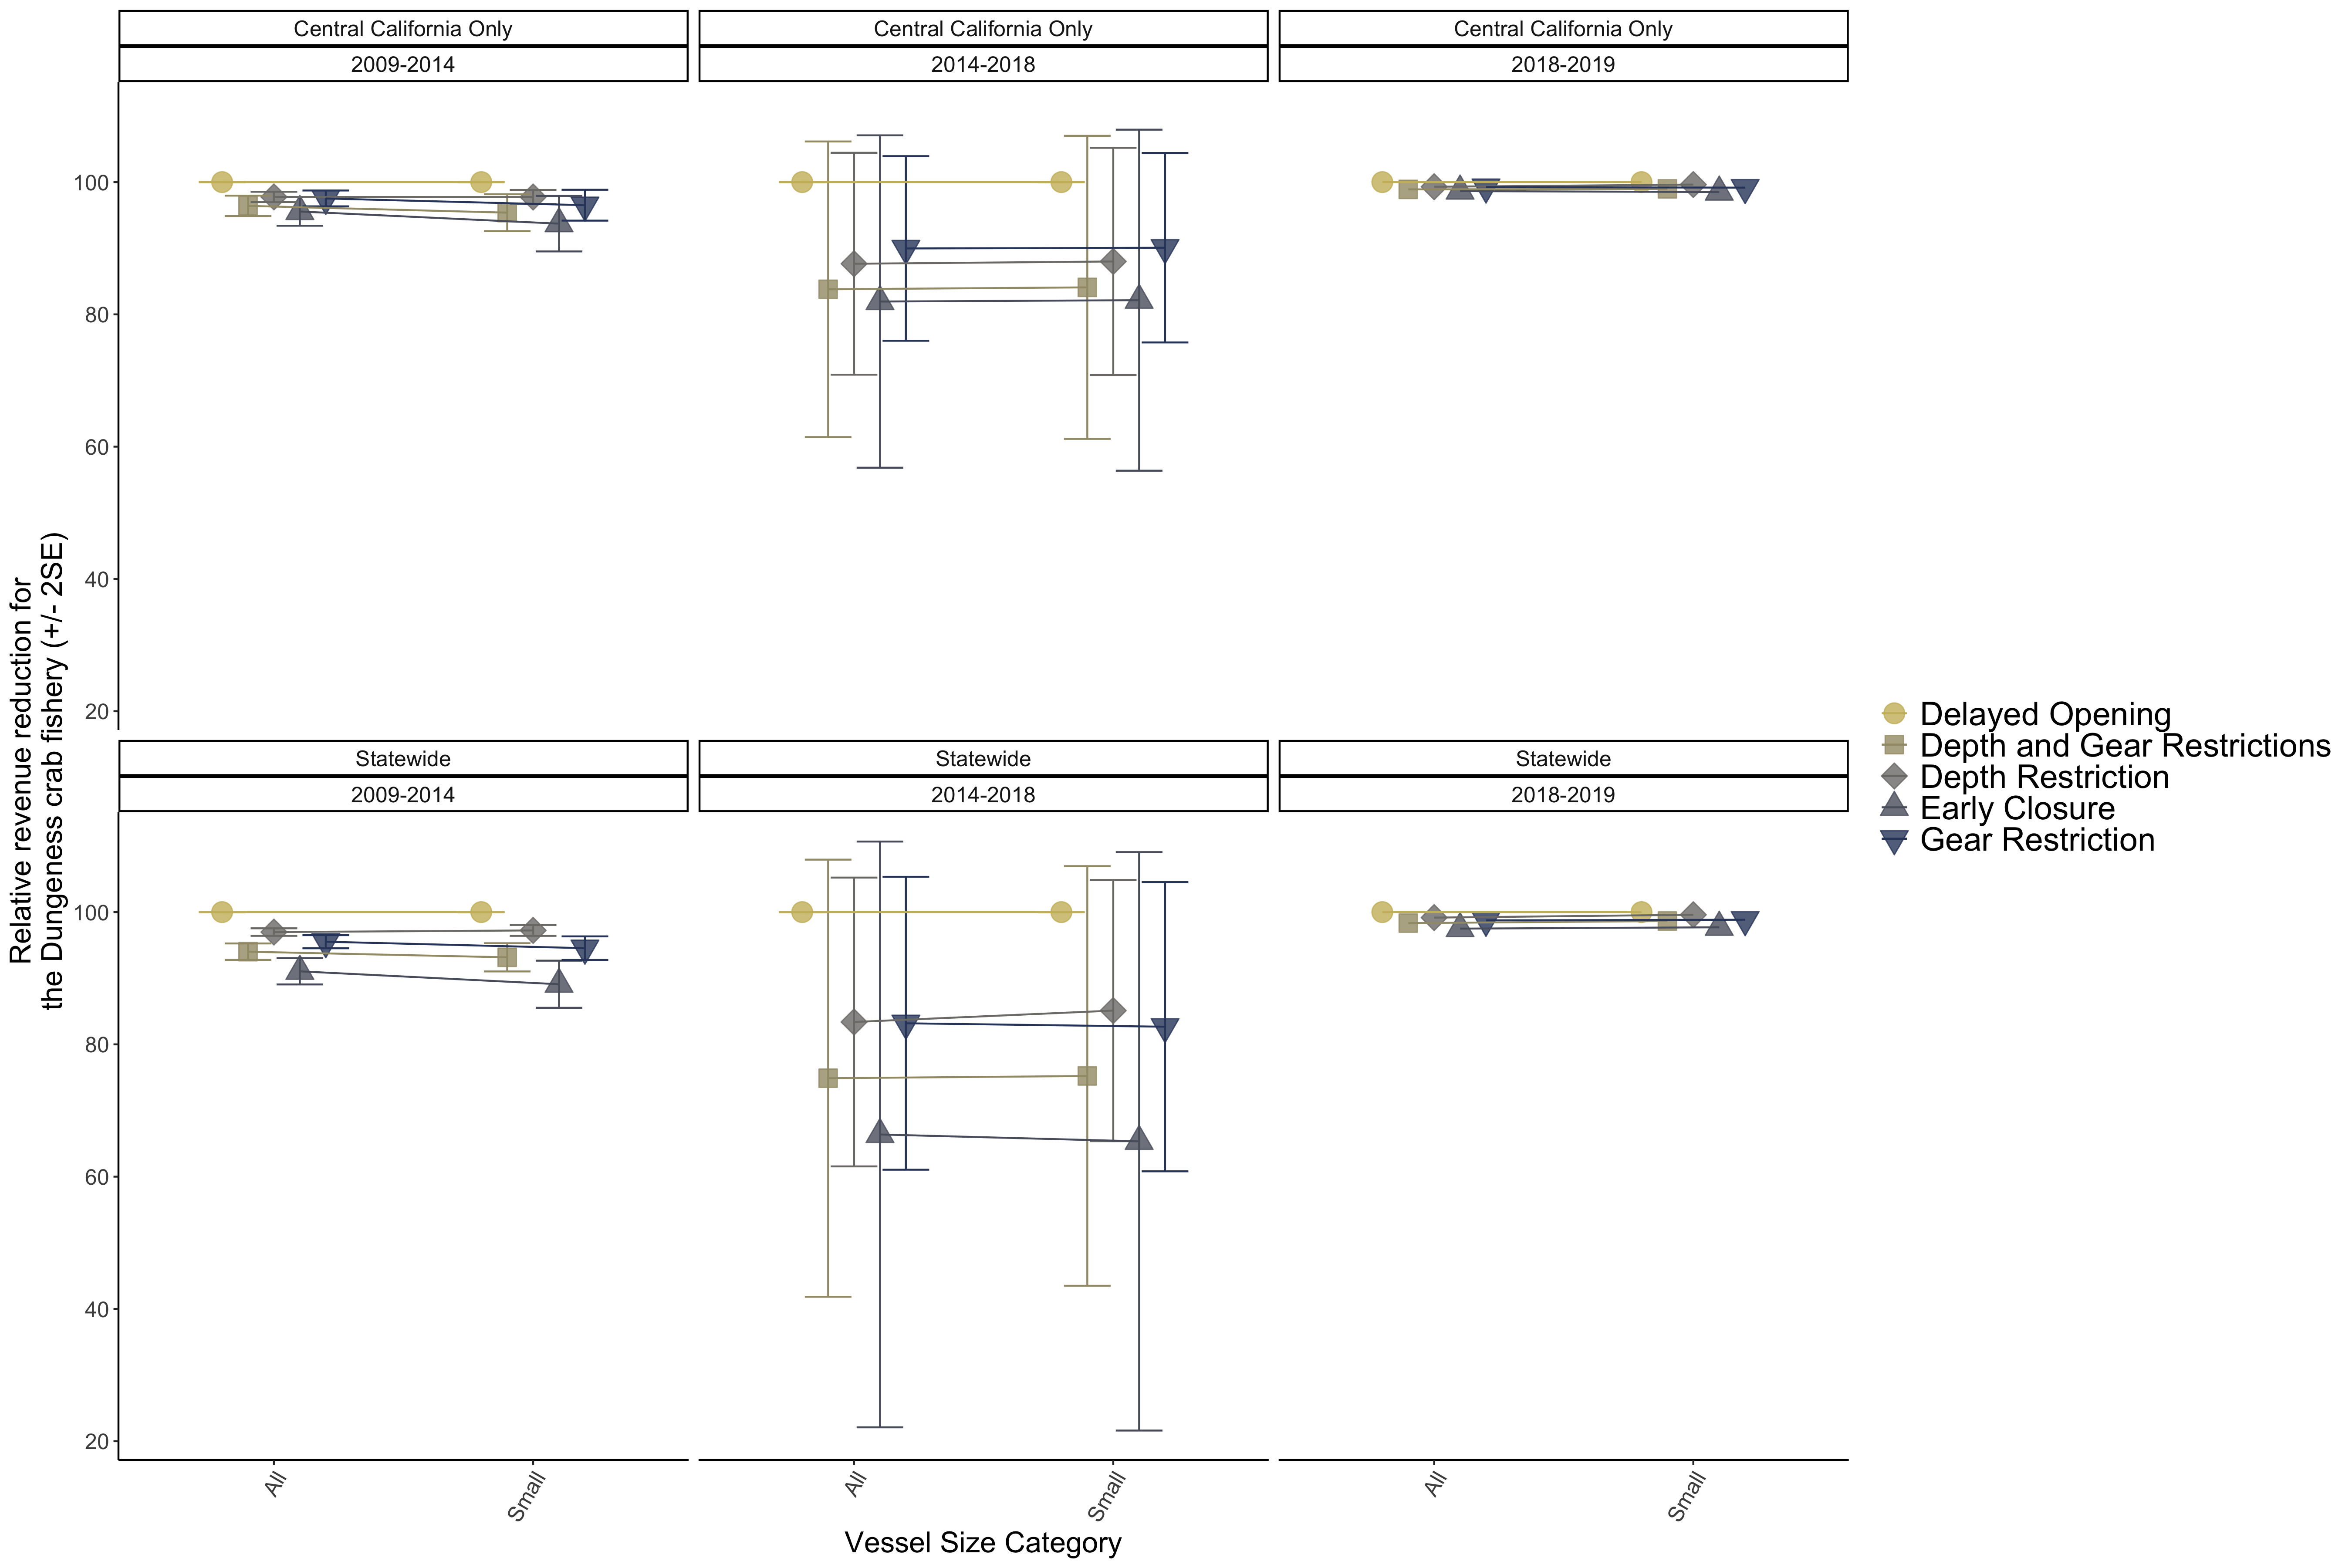 Central California Only
Central California Only
Central California Only
2009-2014
2014-2018
2018-2019
100
80
60
40
20
Relative revenue reduction for
the Dungeness crab fishery (+/- 2SE)
Statewide
Statewide
Statewide
2009-2014
2014-2018
2018-2019
100
80
60
40
20
All
Small
All
Small
All
Small
Vessel Size Category
Delayed Opening
Depth and Gear Restrictions
Depth Restriction
Early Closure
Gear Restriction